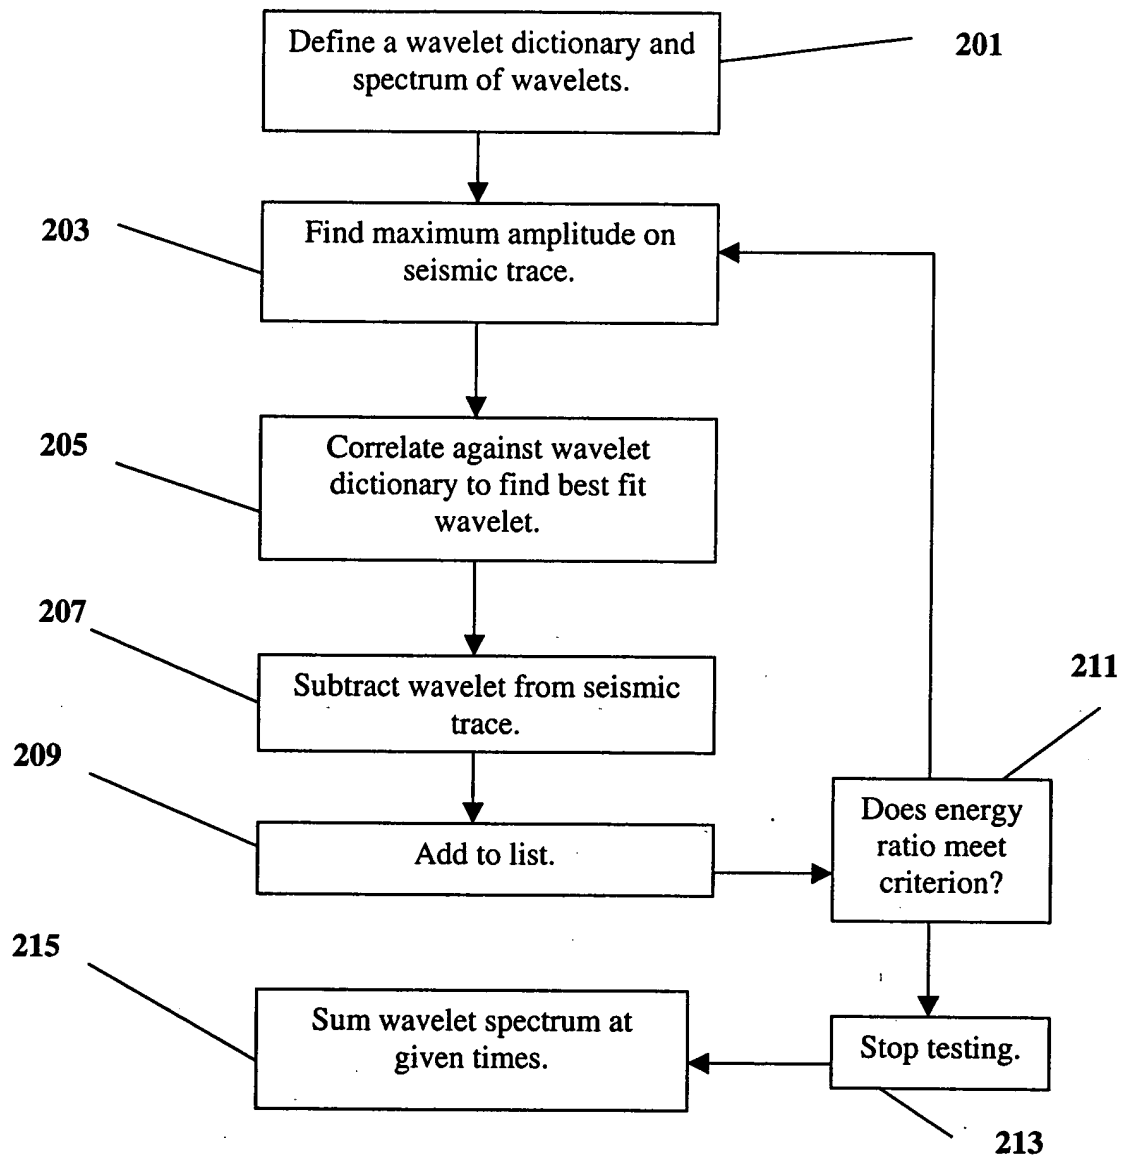 Define a wavelet dictionary and
spectrum of wavelets.
201
203
Find maximum amplitude on
seismic trace.
205
Correlate against wavelet
dictionary to find best fit
wavelet.
207
Subtract wavelet from seismic
trace.
209
Add to list.
211
Does energy
ratio meet
criterion?
215
Sum wavelet spectrum at
given times.
Stop testing.
213